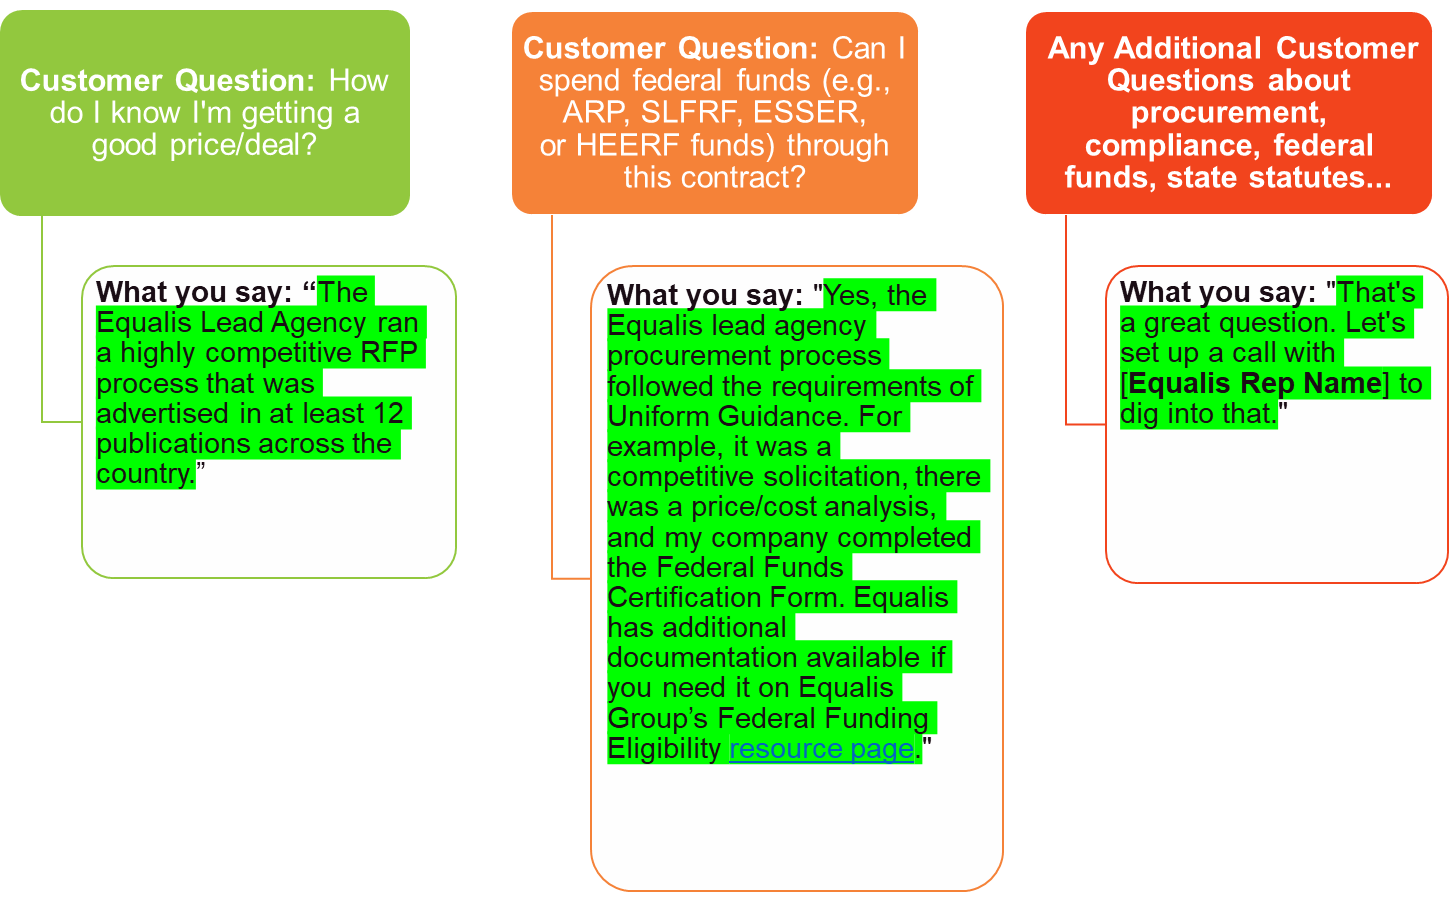 Customer Question: How
do I know I'm getting a
good price/deal?
What you say: “The
Equalis Lead Agency ran
a highly competitive RFP
process that was
advertised in at least 12
publications across the
country.”
Customer Question: Can I
spend federal funds (e.g.,
ARP, SLFRF, ESSER,
or HEERF funds) through
this contract?
What you say: "Yes, the
Equalis lead agency
procurement process
followed the requirements of
Uniform Guidance. For
example, it was a
competitive solicitation, there
was a price/cost analysis,
and my company completed
the Federal Funds
Certification Form. Equalis
has additional
documentation available if
you need it on Equalis
Group’s Federal Funding
Eligibility resource page."
Any Additional Customer
Questions about
procurement,
compliance, federal
funds, state statutes...
What you say: "That's
a great question. Let's
set up a call with
[Equalis Rep Name] to
dig into that."